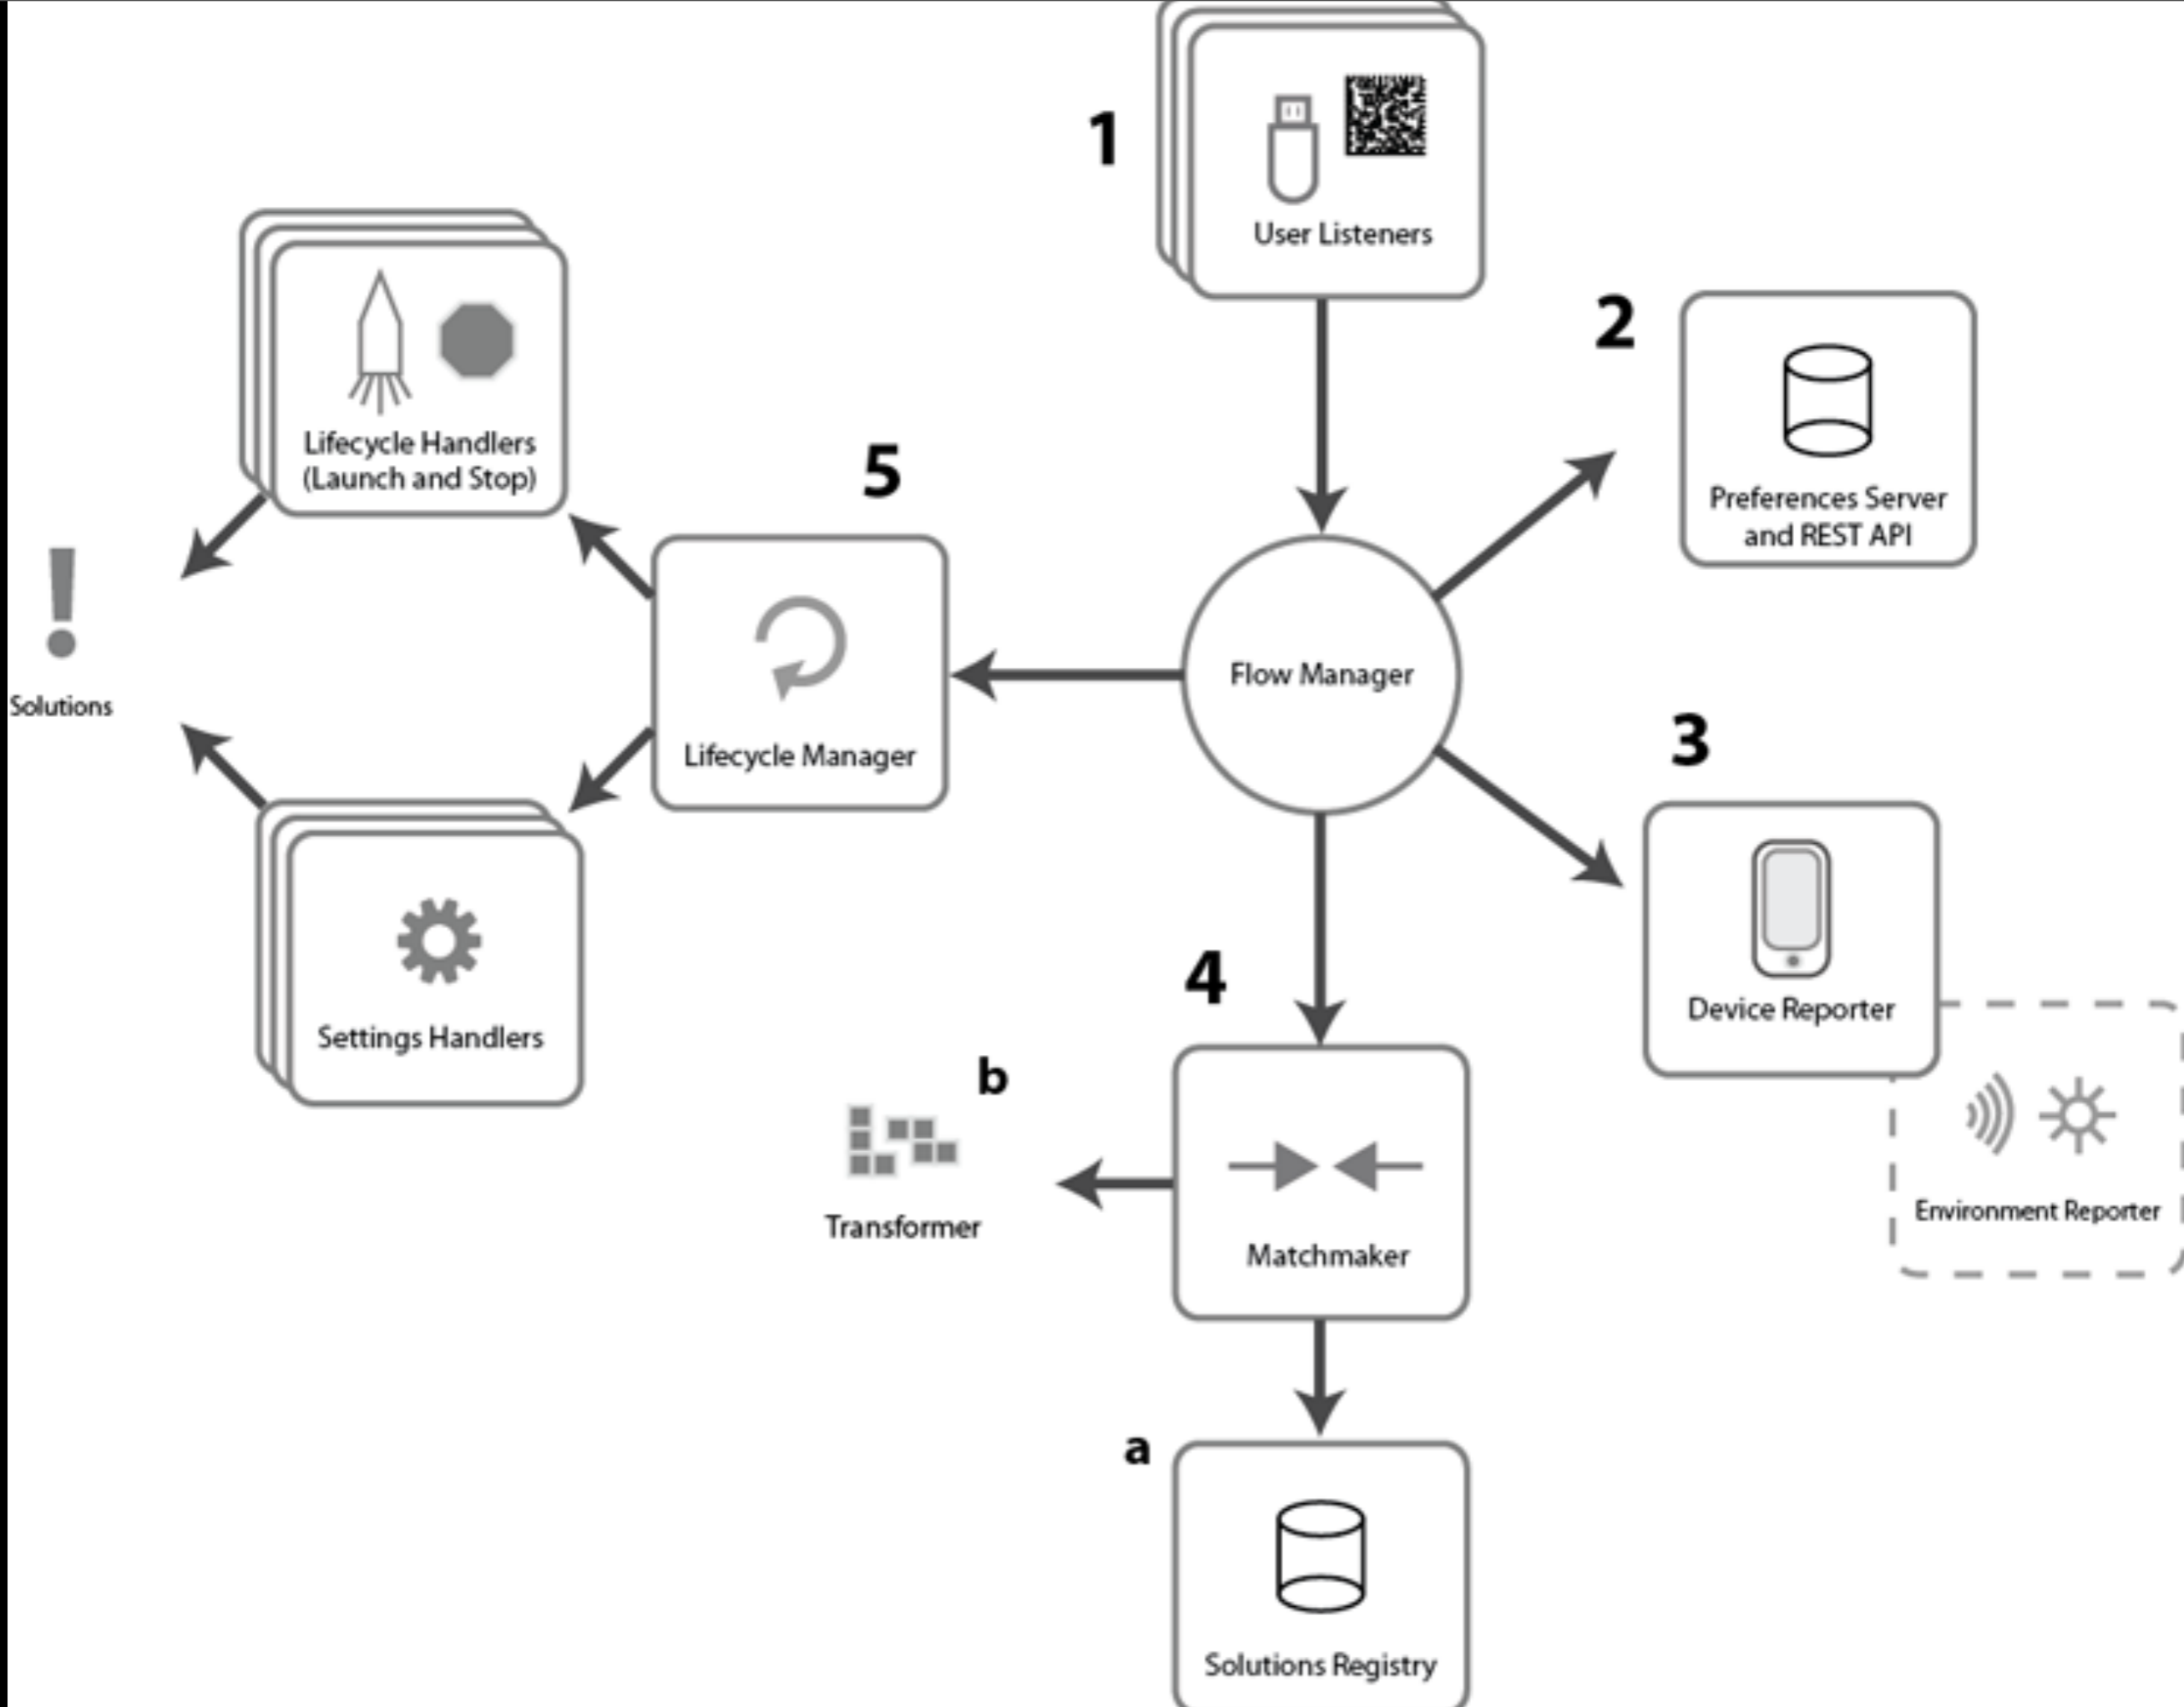 1
User Listeners
2
Preferences Server
and REST API
Lifecycle Handlers
(Launch and Stop)
5
Solutions
Lifecycle Manager
Flow Manager
3
Device Reporter
Environment Reporter
Settings Handlers
4
b
Transformer
Matchmaker
a
Solutions Registry